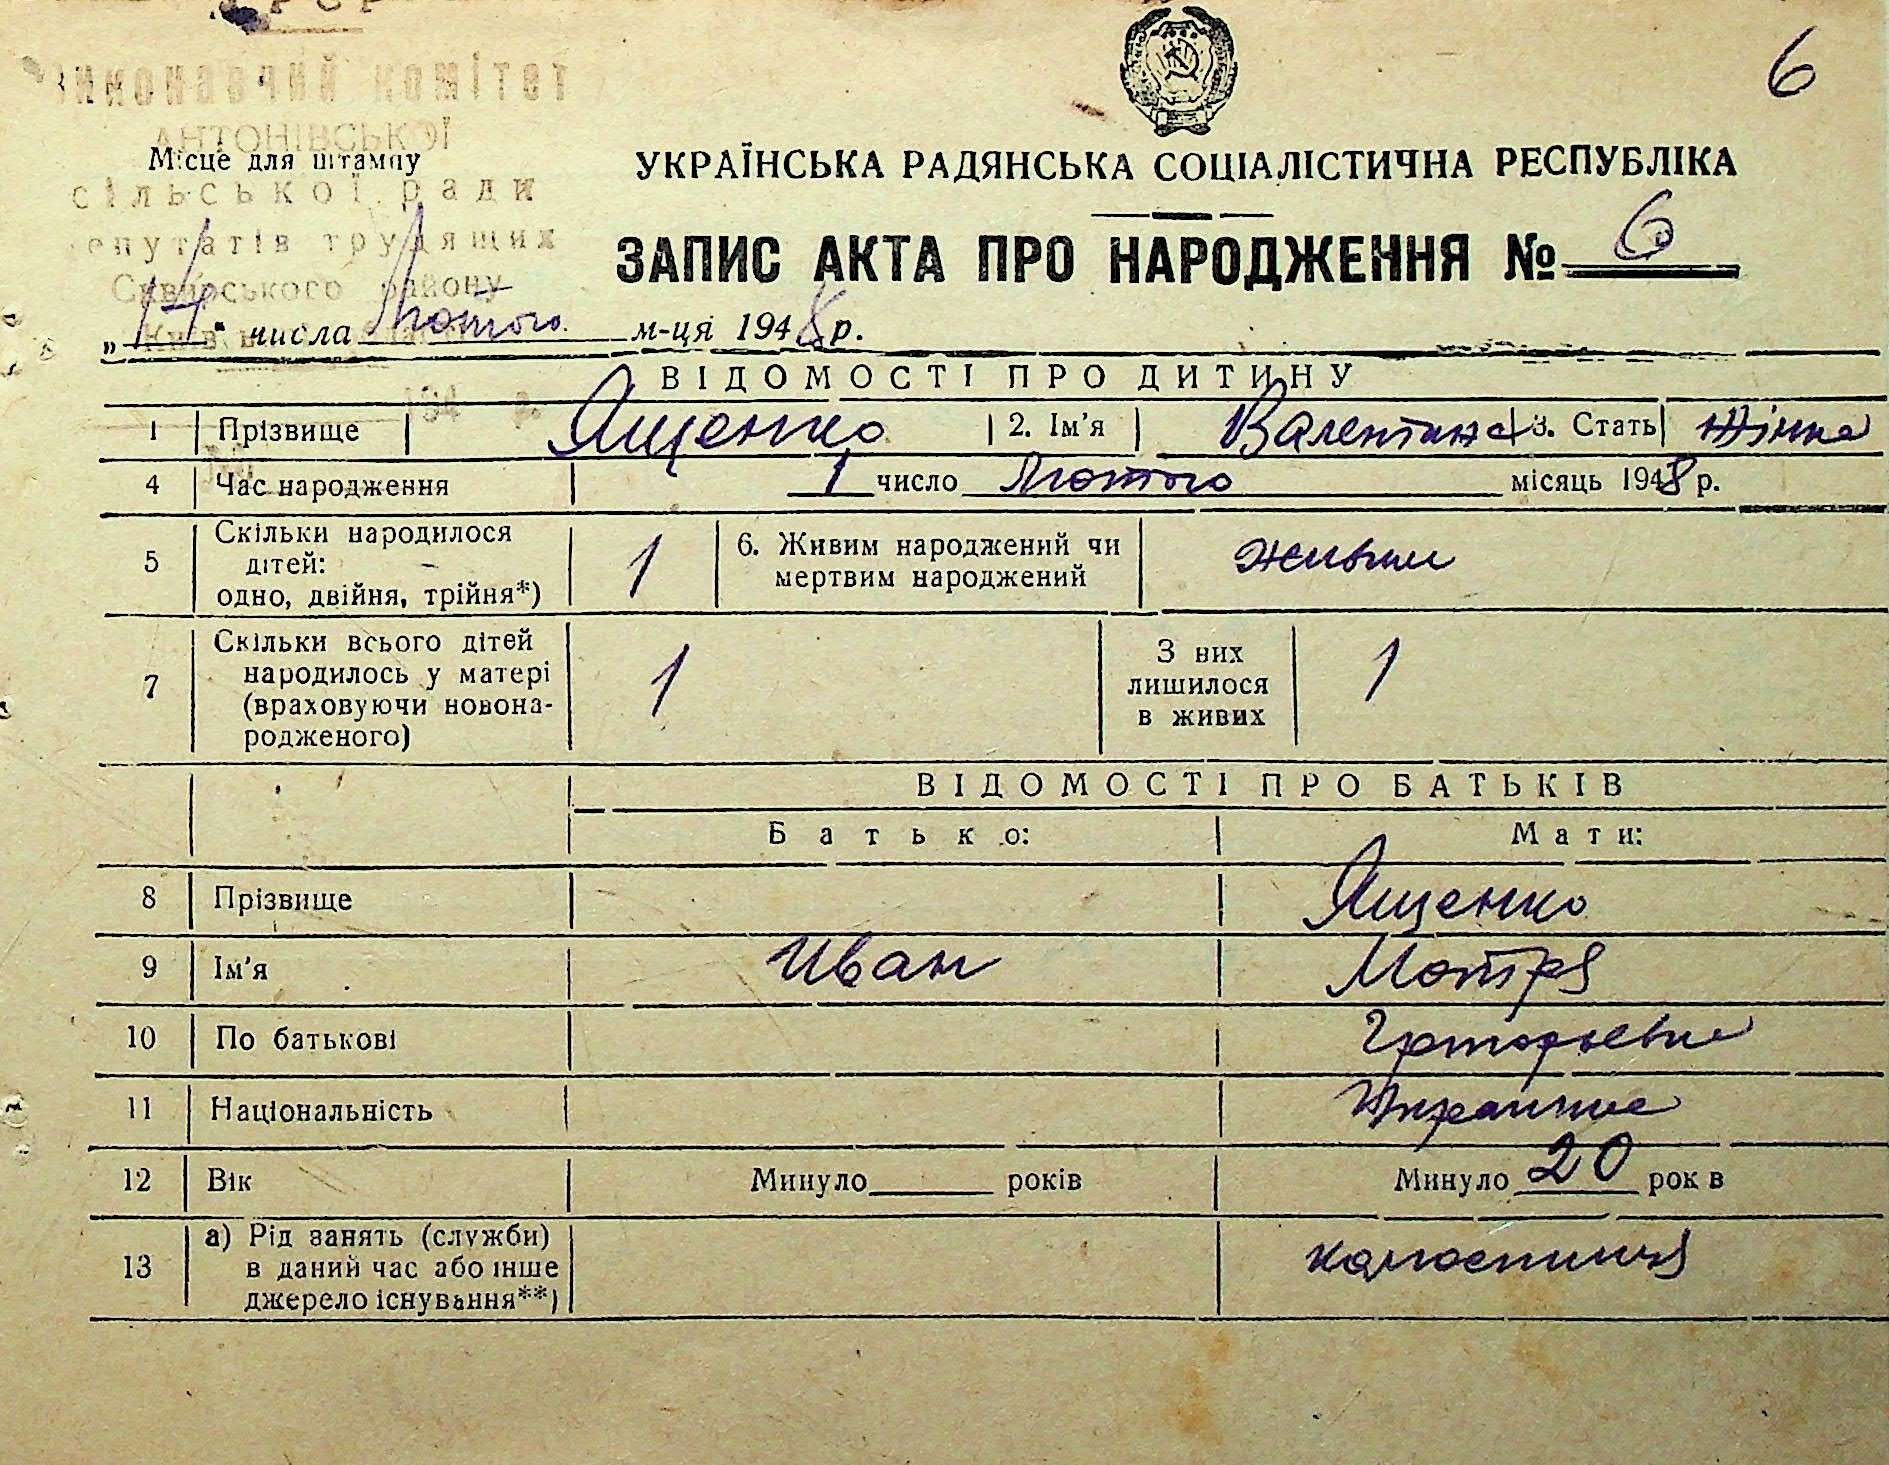 УРСР
6
Виконавчий комітет
АНТОНІВСЬКОЇ
Місце для штампу
сільської ради
депутатів трудящих
Сквирського району
УКРАЇНСЬКА РАДЯНСЬКА СОЦІАЛІСТИЧНА РЕСПУБЛІКА
ЗАПИС АКТА ПРО НАРОДЖЕННЯ № 6
„14“ числа Лютого м-ця 1948 р.
194 р.
ВІДОМОСТІ ПРО ДИТИНУ
1 Прізвище Ященко 2. Ім'я Валентина 3. Стать Жіноча
4 Час народження 1 число Лютого місяць 1948 р.
5 Скільки народилося дітей: одно, двійня, трійня*) 1 6. Живим народжений чи мертвим народжений живым
7 Скільки всього дітей народилось у матері (враховуючи новона-родженого) 1 З них лишилося в живих 1
ВІДОМОСТІ ПРО БАТЬКІВ
Батько: Мати:
8 Прізвище Ященко
9 Ім'я Иван Мотря
10 По батькові Григорьевна
11 Національність Украинка
12 Вік Минуло років Минуло 20 рок в
13 а) Рід занять (служби) в даний час або інше джерело існування**) колгоспниця